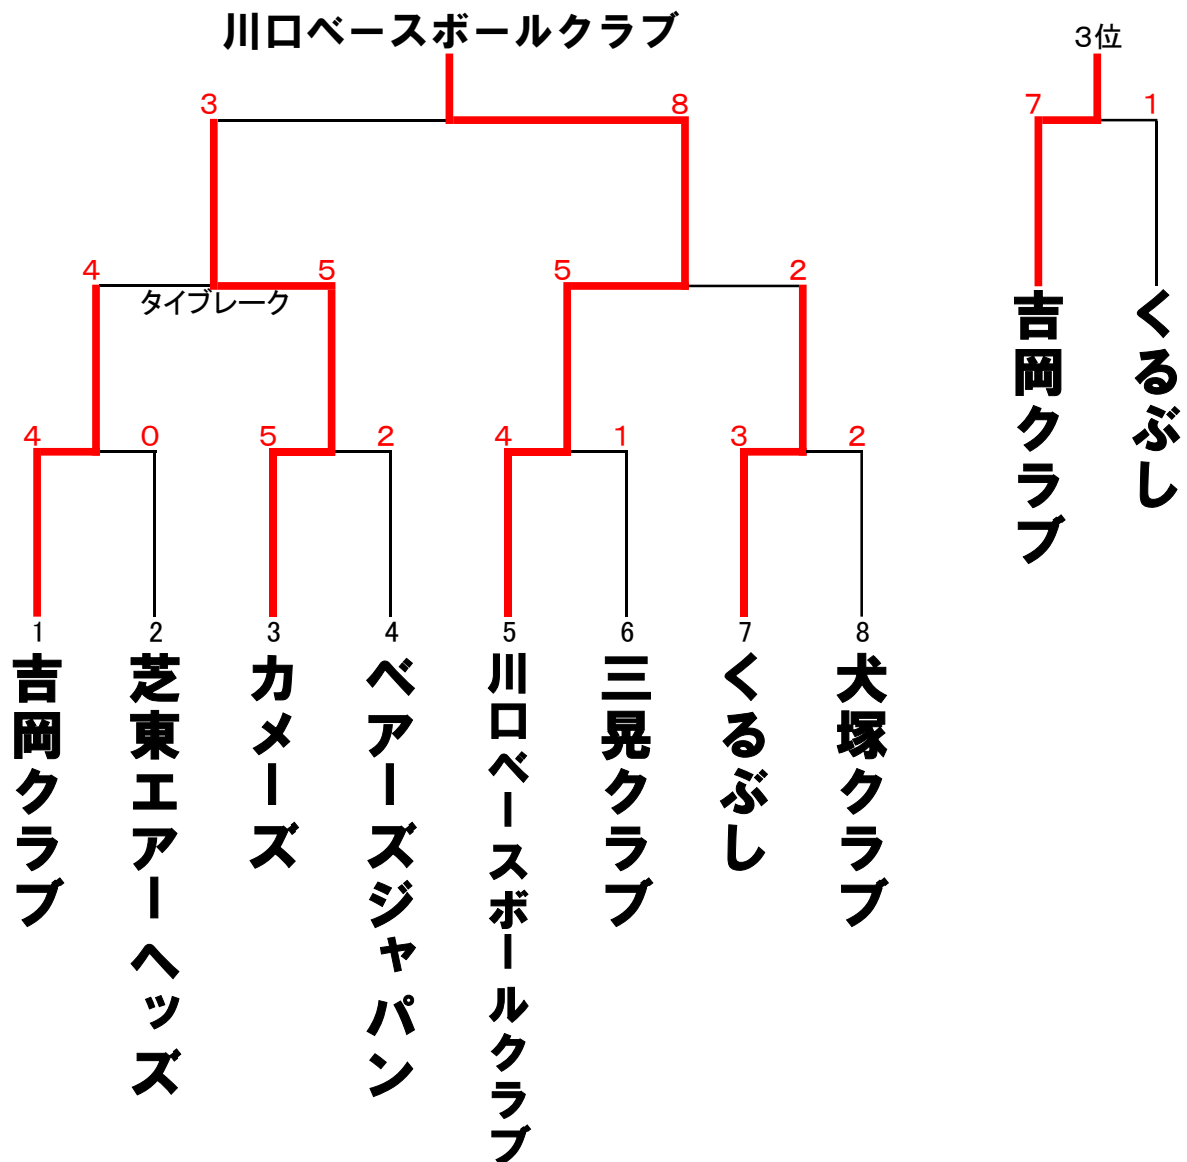 川口ベースボールクラブ
3位
3
8
7
1
4
5
5
2
タイブレーク
吉岡クラブ
くるぶし
4
0
5
2
4
1
3
2
1
2
3
4
5
6
7
8
吉岡クラブ
芝東エアーヘッズ
カメーズ
ベアーズジャパン
川口ベースボールクラブ
三晃クラブ
くるぶし
犬塚クラブ